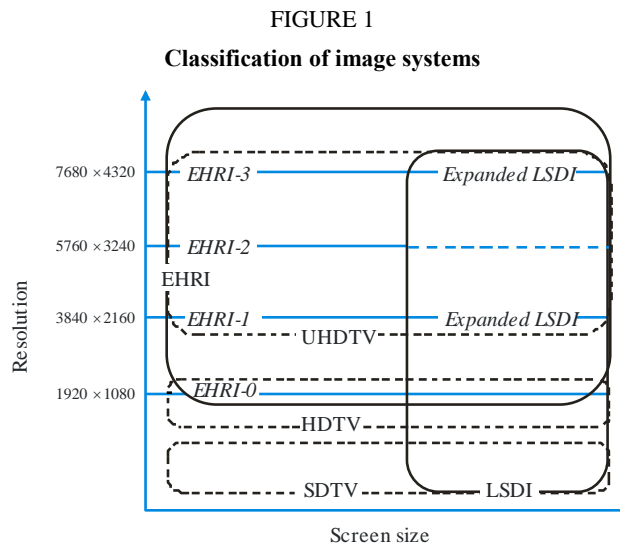 FIGURE 1
Classification of image systems
7680 ×4320 EHRI-3 Expanded LSDI
5760 ×3240 EHRI-2
EHRI
3840 ×2160 EHRI-1 Expanded LSDI
UHDTV
1920 ×1080 EHRI-0
HDTV
SDTV LSDI
Resolution
Screen size